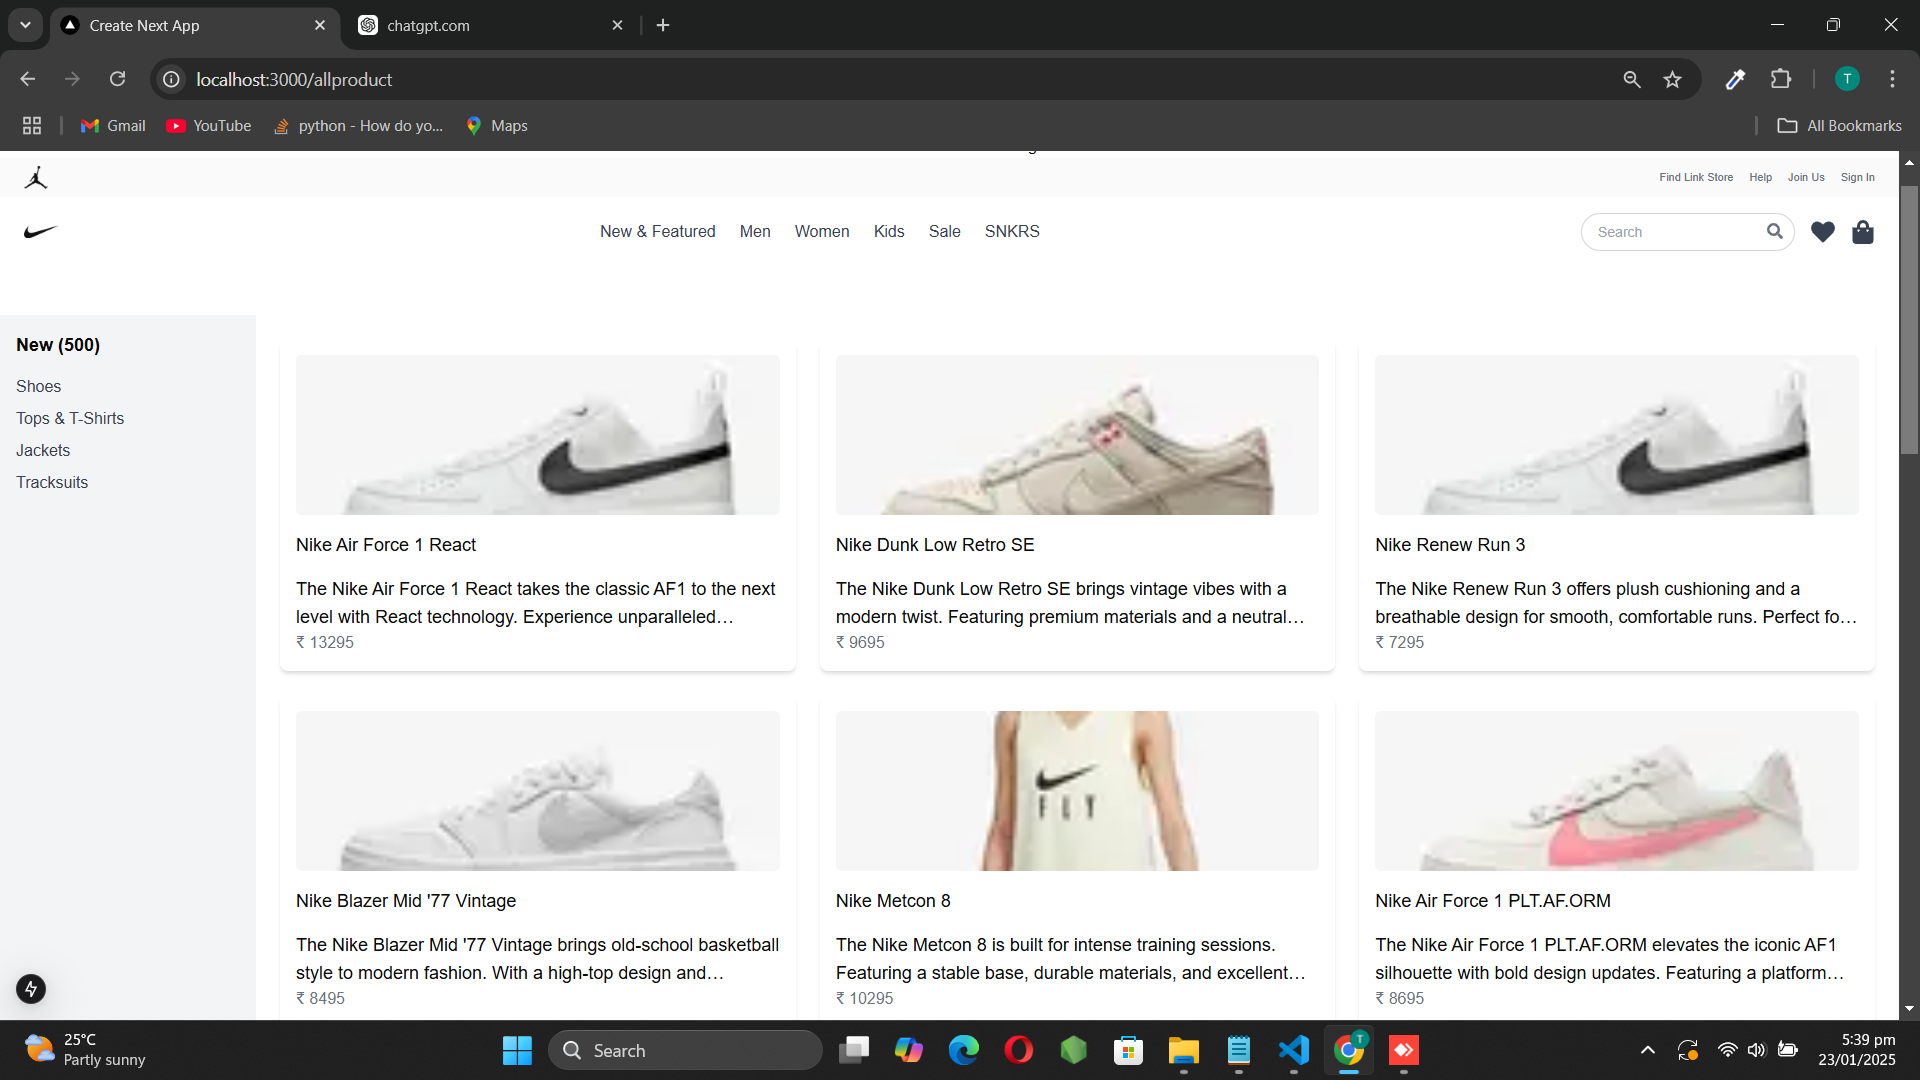 Create Next App
chatgpt.com
localhost:3000/allproduct
T
Gmail
YouTube
python - How do yo...
Maps
All Bookmarks
Find Link Store
Help
Join Us
Sign In
New & Featured
Men
Women
Kids
Sale
SNKRS
Search
New (500)
Shoes
Tops & T-Shirts
Jackets
Tracksuits
Nike Air Force 1 React
The Nike Air Force 1 React takes the classic AF1 to the next
level with React technology. Experience unparalleled…
₹ 13295
Nike Dunk Low Retro SE
The Nike Dunk Low Retro SE brings vintage vibes with a
modern twist. Featuring premium materials and a neutral…
₹ 9695
Nike Renew Run 3
The Nike Renew Run 3 offers plush cushioning and a
breathable design for smooth, comfortable runs. Perfect fo…
₹ 7295
Nike Blazer Mid '77 Vintage
The Nike Blazer Mid '77 Vintage brings old-school basketball
style to modern fashion. With a high-top design and…
₹ 8495
FLY
Nike Metcon 8
The Nike Metcon 8 is built for intense training sessions.
Featuring a stable base, durable materials, and excellent…
₹ 10295
Nike Air Force 1 PLT.AF.ORM
The Nike Air Force 1 PLT.AF.ORM elevates the iconic AF1
silhouette with bold design updates. Featuring a platform…
₹ 8695
25°C
Partly sunny
Search
T
5:39 pm
23/01/2025